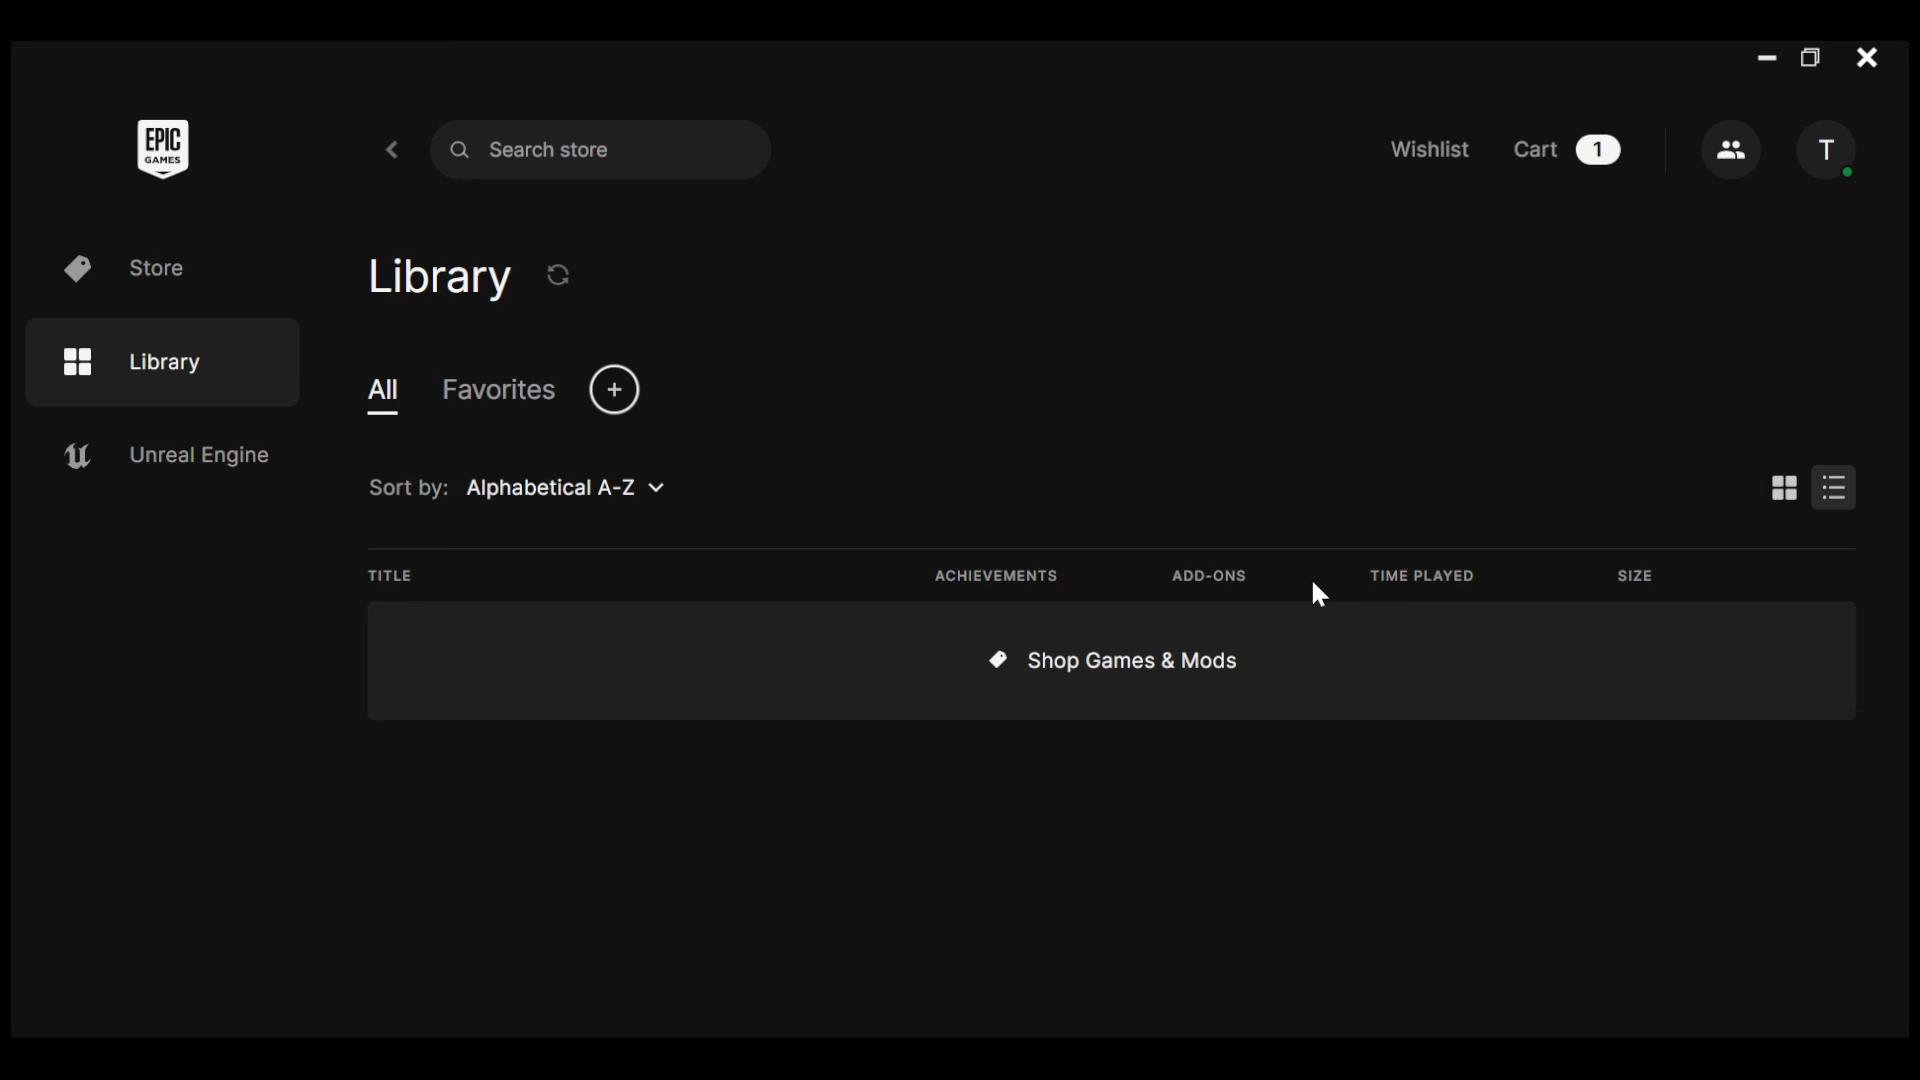 EPIC
GAMES
Search store
Wishlist
Cart 1
T
Store
Library
Unreal Engine
Library
All Favorites +
Sort by: Alphabetical A-Z
TITLE ACHIEVEMENTS ADD-ONS TIME PLAYED SIZE
Shop Games & Mods